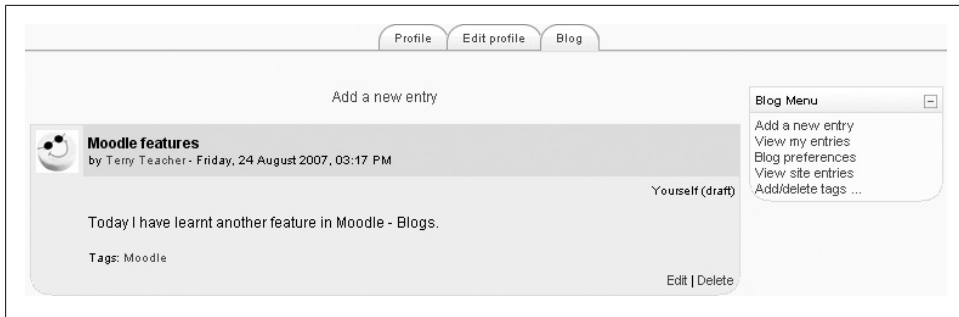 Profile Edit profile Blog
Add a new entry
Moodle features
by Terry Teacher - Friday, 24 August 2007, 03:17 PM
Yourself (draft)
Today I have learnt another feature in Moodle - Blogs.
Tags: Moodle
Edit | Delete
Blog Menu
Add a new entry
View my entries
Blog preferences
View site entries
Add/delete tags ...